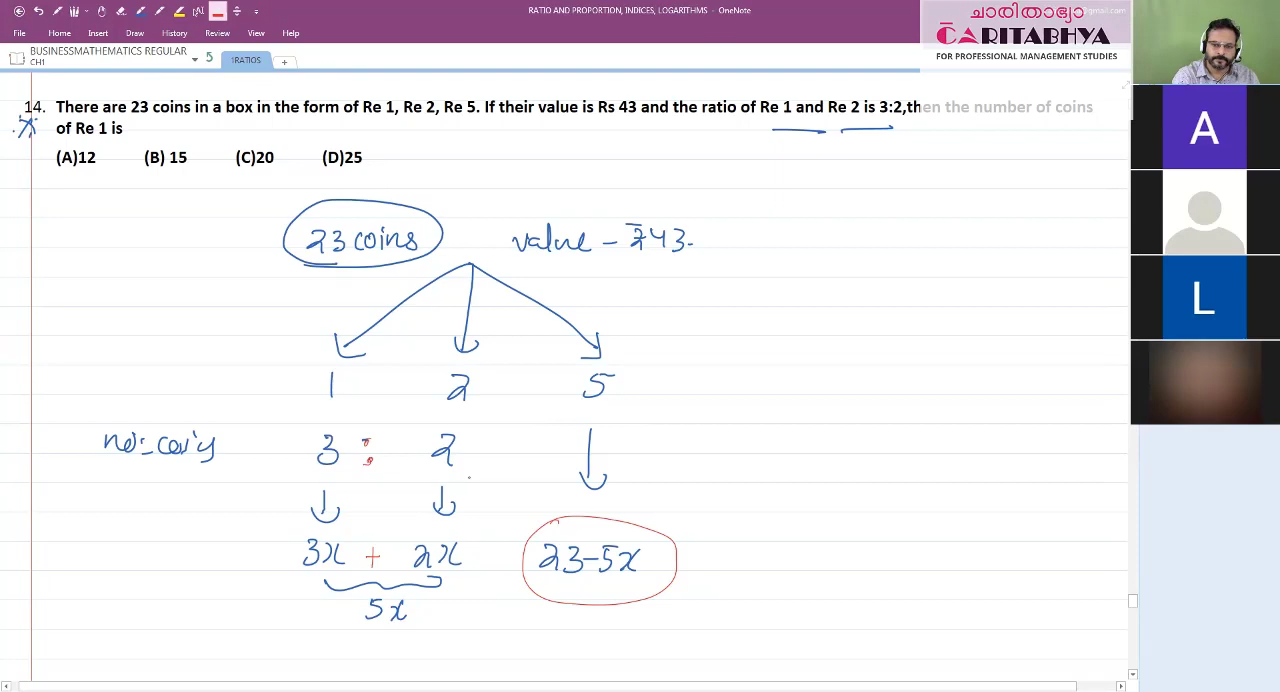 RATIO AND PROPORTION, INDICES, LOGARITHMS - OneNote
File Home Insert Draw History Review View Help
ചാരിതാഭ്യാ
CARITABHYA
FOR PROFESSIONAL MANAGEMENT STUDIES
BUSINESSMATHEMATICS REGULAR
CH1
1RATIOS
14. There are 23 coins in a box in the form of Re 1, Re 2, Re 5. If their value is Rs 43 and the ratio of Re 1 and Re 2 is 3:2,then the number of coins
of Re 1 is
(A)12 (B) 15 (C)20 (D)25
23 coins value - ₹43.
1 2 5
3 : 2
3x + 2x 23-5x
5x
A
L